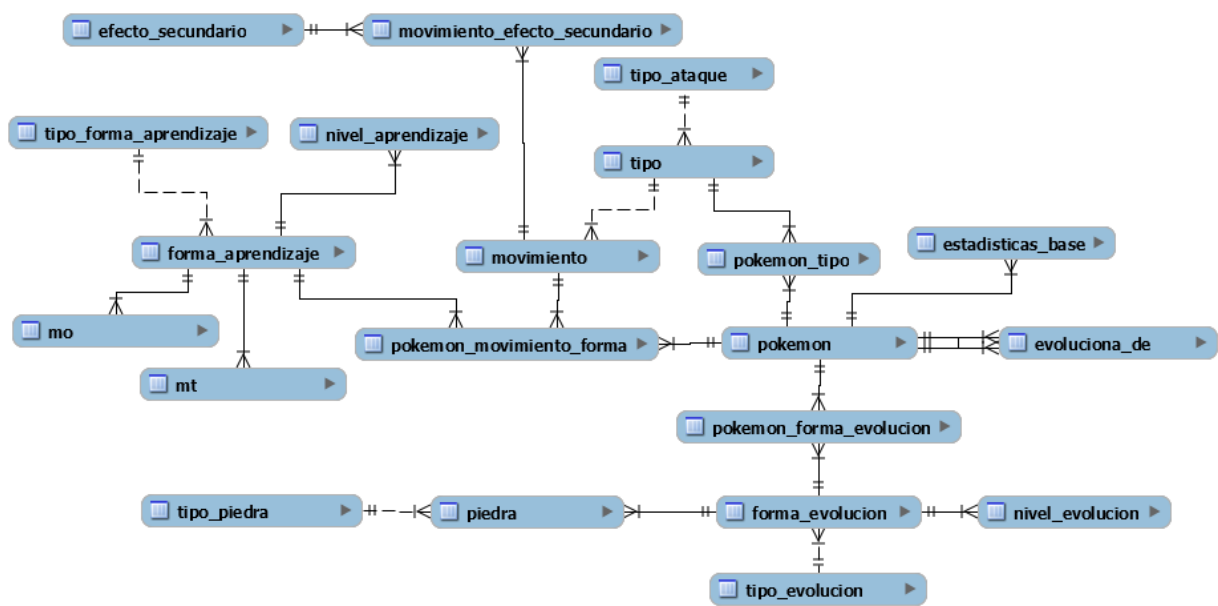 efecto_secundario
movimiento_efecto_secundario
tipo_ataque
tipo_forma_aprendizaje
nivel_aprendizaje
tipo
forma_aprendizaje
movimiento
pokemon_tipo
estadisticas_base
mo
pokemon_movimiento_forma
pokemon
evoluciona_de
mt
pokemon_forma_evolucion
tipo_piedra
piedra
forma_evolucion
nivel_evolucion
tipo_evolucion